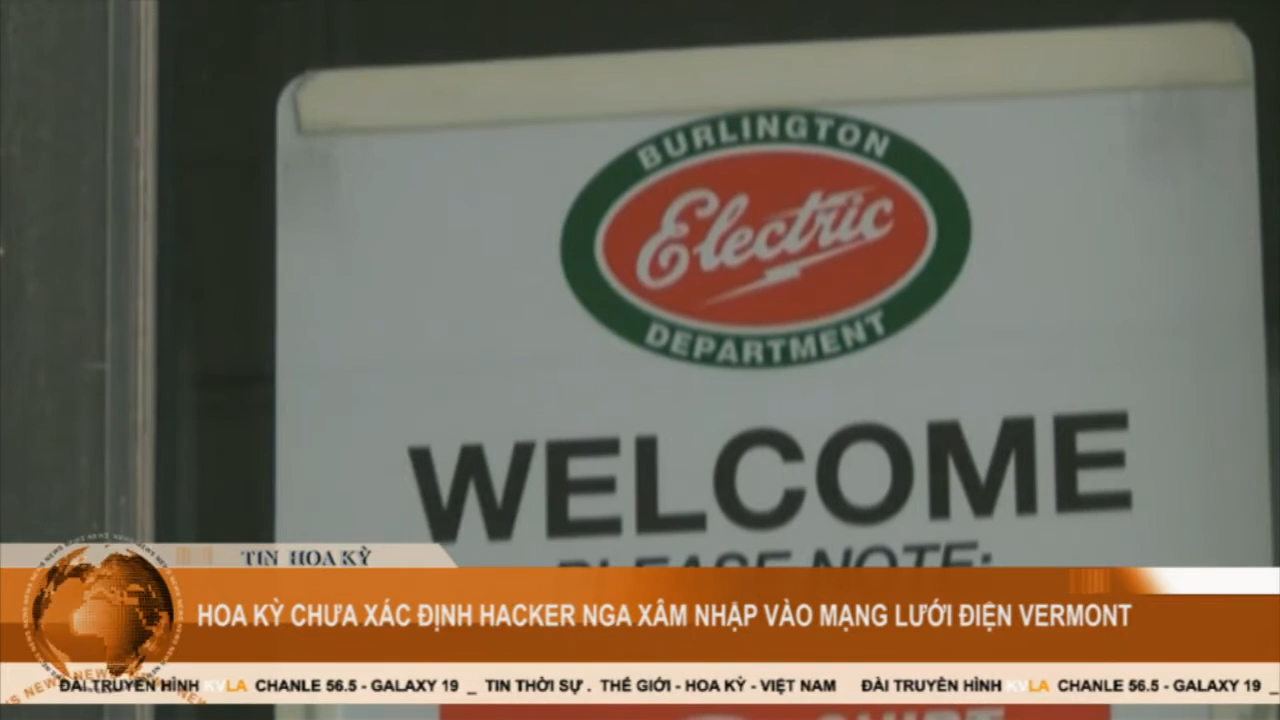 BURLINGTON
Electric
DEPARTMENT
WELCOME
PLEASE NOTE:
TIN HOA KỲ
HOA KỲ CHƯA XÁC ĐỊNH HACKER NGA XÂM NHẬP VÀO MẠNG LƯỚI ĐIỆN VERMONT
ĐÀI TRUYỀN HÌNH KVLA CHANLE 56.5 - GALAXY 19 _ TIN THỜI SỰ . THẾ GIỚI - HOA KỲ - VIỆT NAM ĐÀI TRUYỀN HÌNH KVLA CHANLE 56.5 - GALAXY 19 _